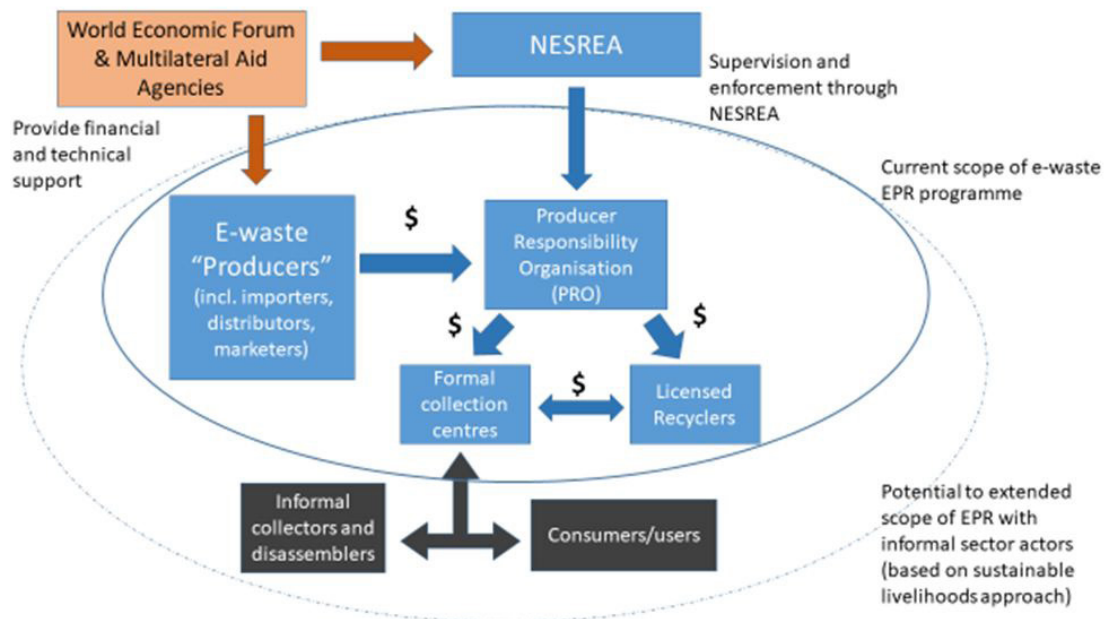 World Economic Forum
& Multilateral Aid
Agencies
NESREA
Supervision and
enforcement through
NESREA
Provide financial
and technical
support
Current scope of e-waste
EPR programme
E-waste
“Producers”
(incl. importers,
distributors,
marketers)
$
Producer
Responsibility
Organisation
(PRO)
$
$
Formal
collection
centres
$
Licensed
Recyclers
Informal
collectors and
disassemblers
Consumers/users
Potential to extended
scope of EPR with
informal sector actors
(based on sustainable
livelihoods approach)